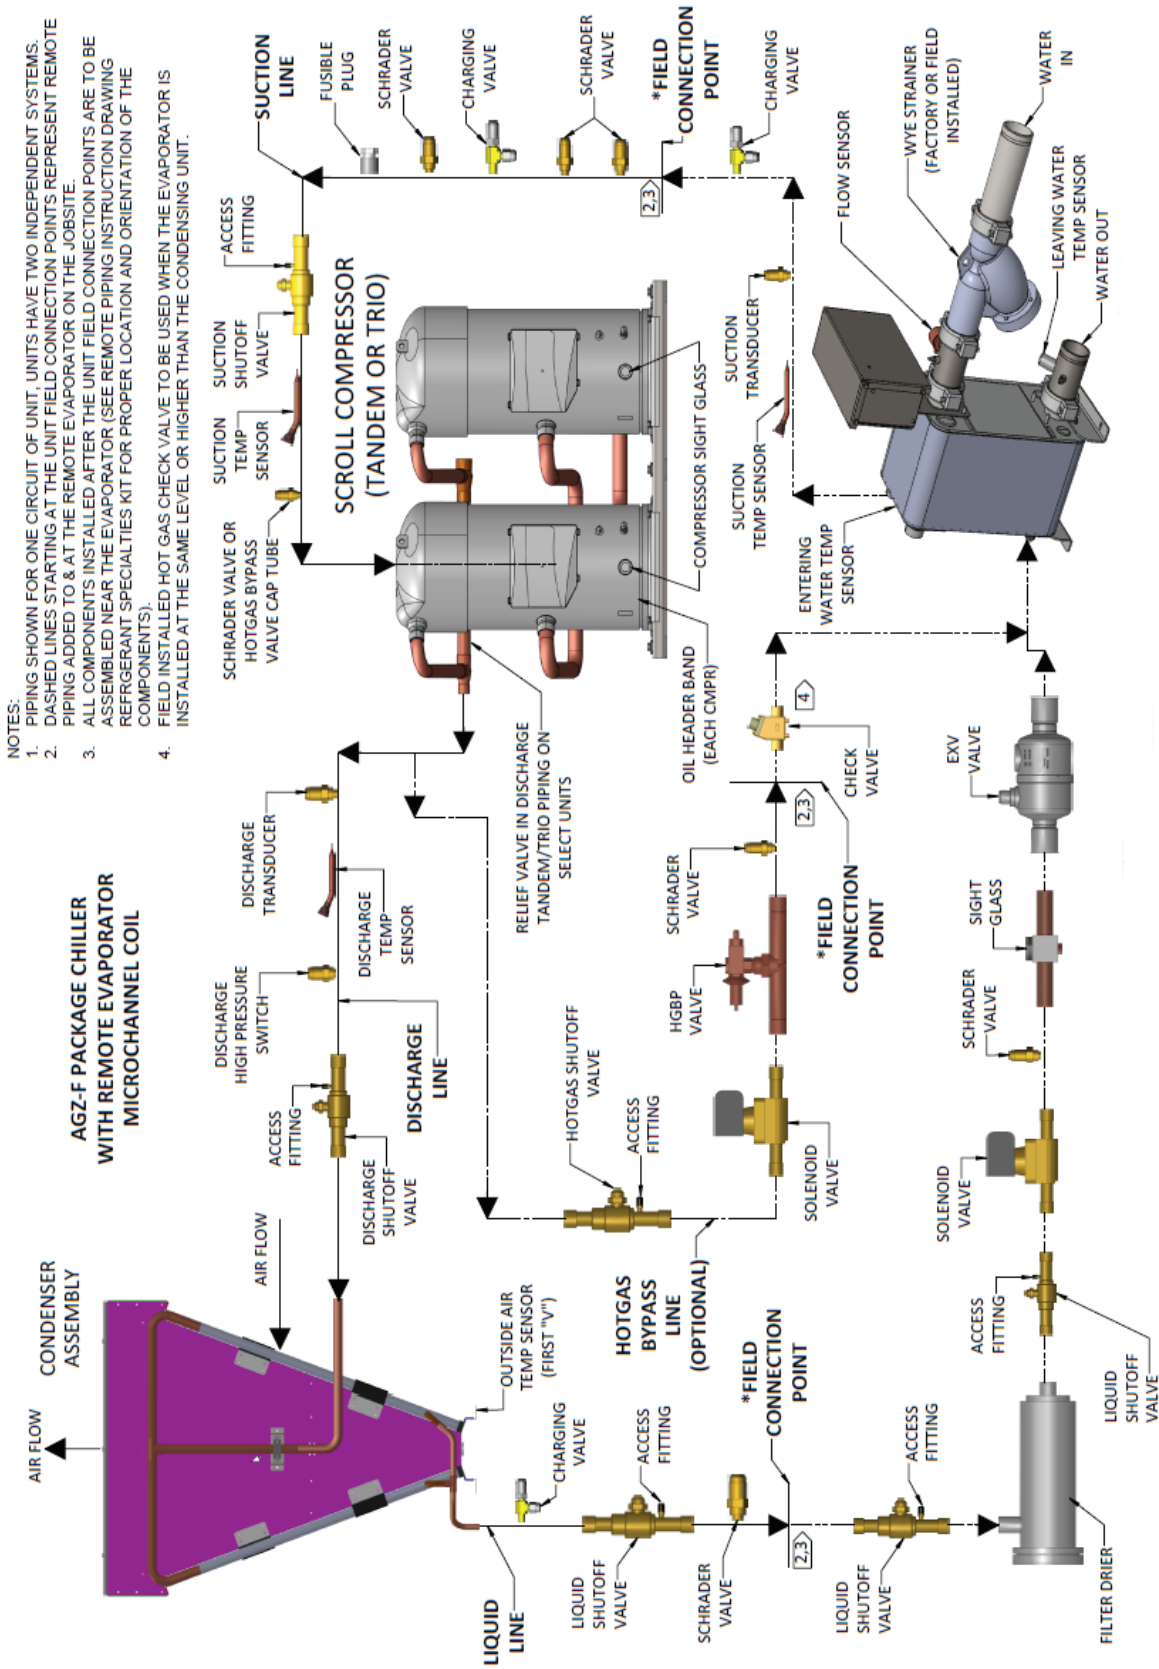 NOTES:
1. PIPING SHOWN FOR ONE CIRCUIT OF UNIT, UNITS HAVE TWO INDEPENDENT SYSTEMS.
2. DASHED LINES STARTING AT THE UNIT FIELD CONNECTION POINTS REPRESENT REMOTE
PIPING ADDED TO & AT THE REMOTE EVAPORATOR ON THE JOBSITE.
3. ALL COMPONENTS INSTALLED AFTER THE UNIT FIELD CONNECTION POINTS ARE TO BE
ASSEMBLED NEAR THE EVAPORATOR (SEE REMOTE PIPING INSTRUCTION DRAWING
REFRGERANT SPECIALTIES KIT FOR PROPER LOCATION AND ORIENTATION OF THE
COMPONENTS).
4. FIELD INSTALLED HOT GAS CHECK VALVE TO BE USED WHEN THE EVAPORATOR IS
INSTALLED AT THE SAME LEVEL OR HIGHER THAN THE CONDENSING UNIT.
AGZ-F PACKAGE CHILLER
WITH REMOTE EVAPORATOR
MICROCHANNEL COIL
CONDENSER
ASSEMBLY
AIR FLOW
AIR FLOW
OUTSIDE AIR
TEMP SENSOR
(FIRST "V")
DISCHARGE
TRANSDUCER
DISCHARGE
TEMP
SENSOR
DISCHARGE
HIGH PRESSURE
SWITCH
DISCHARGE
LINE
ACCESS
FITTING
DISCHARGE
SHUTOFF
VALVE
SUCTION
LINE
FUSIBLE
PLUG
SCHRADER
VALVE
CHARGING
VALVE
SCHRADER
VALVE
*FIELD
CONNECTION
POINT
2,3
CHARGING
VALVE
ACCESS
FITTING
SUCTION
SHUTOFF
VALVE
SUCTION
TEMP
SENSOR
SCHRADER VALVE OR
HOTGAS BYPASS
VALVE CAP TUBE
SCROLL COMPRESSOR
(TANDEM OR TRIO)
COMPRESSOR SIGHT GLASS
OIL HEADER BAND
(EACH CMPR)
RELIEF VALVE IN DISCHARGE
TANDEM/TRIO PIPING ON
SELECT UNITS
SUCTION
TRANSDUCER
SUCTION
TEMP SENSOR
ENTERING
WATER TEMP
SENSOR
FLOW SENSOR
WYE STRAINER
(FACTORY OR FIELD
INSTALLED)
WATER
IN
LEAVING WATER
TEMP SENSOR
WATER OUT
HOTGAS SHUTOFF
VALVE
ACCESS
FITTING
HOTGAS
BYPASS
LINE
(OPTIONAL)
SOLENOID
VALVE
HGBP
VALVE
SCHRADER
VALVE
2,3
*FIELD
CONNECTION
POINT
4
CHECK
VALVE
LIQUID
LINE
CHARGING
VALVE
LIQUID
SHUTOFF
VALVE
ACCESS
FITTING
SCHRADER
VALVE
*FIELD
CONNECTION
POINT
2,3
LIQUID
SHUTOFF
VALVE
ACCESS
FITTING
FILTER DRIER
ACCESS
FITTING
LIQUID
SHUTOFF
VALVE
SOLENOID
VALVE
SCHRADER
VALVE
SIGHT
GLASS
EXV
VALVE